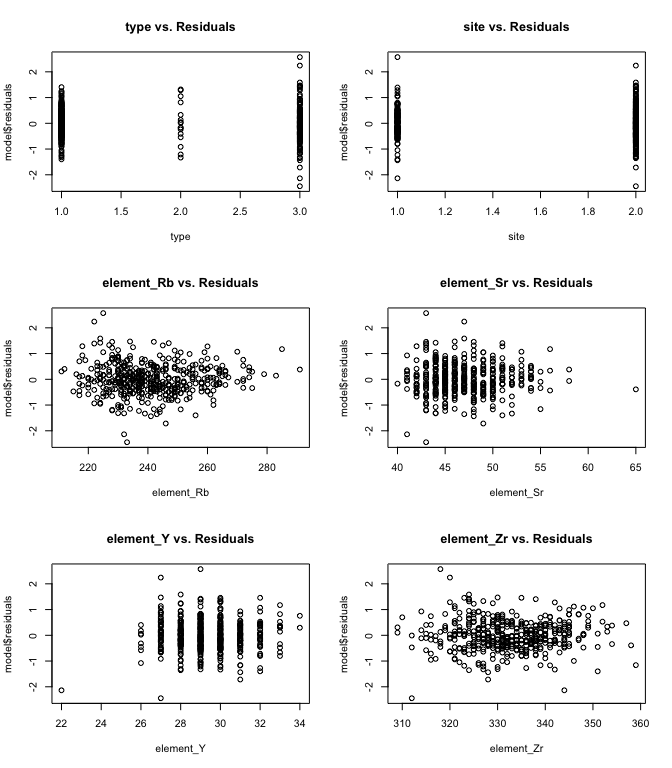 type vs. Residuals
model$residuals
2
1
0
-1
-2
1.0 1.5 2.0 2.5 3.0
type
site vs. Residuals
model$residuals
2
1
0
-1
-2
1.0 1.2 1.4 1.6 1.8 2.0
site
element_Rb vs. Residuals
model$residuals
2
1
0
-1
-2
220 240 260 280
element_Rb
element_Sr vs. Residuals
model$residuals
2
1
0
-1
-2
40 45 50 55 60 65
element_Sr
element_Y vs. Residuals
model$residuals
2
1
0
-1
-2
22 24 26 28 30 32 34
element_Y
element_Zr vs. Residuals
model$residuals
2
1
0
-1
-2
310 320 330 340 350 360
element_Zr